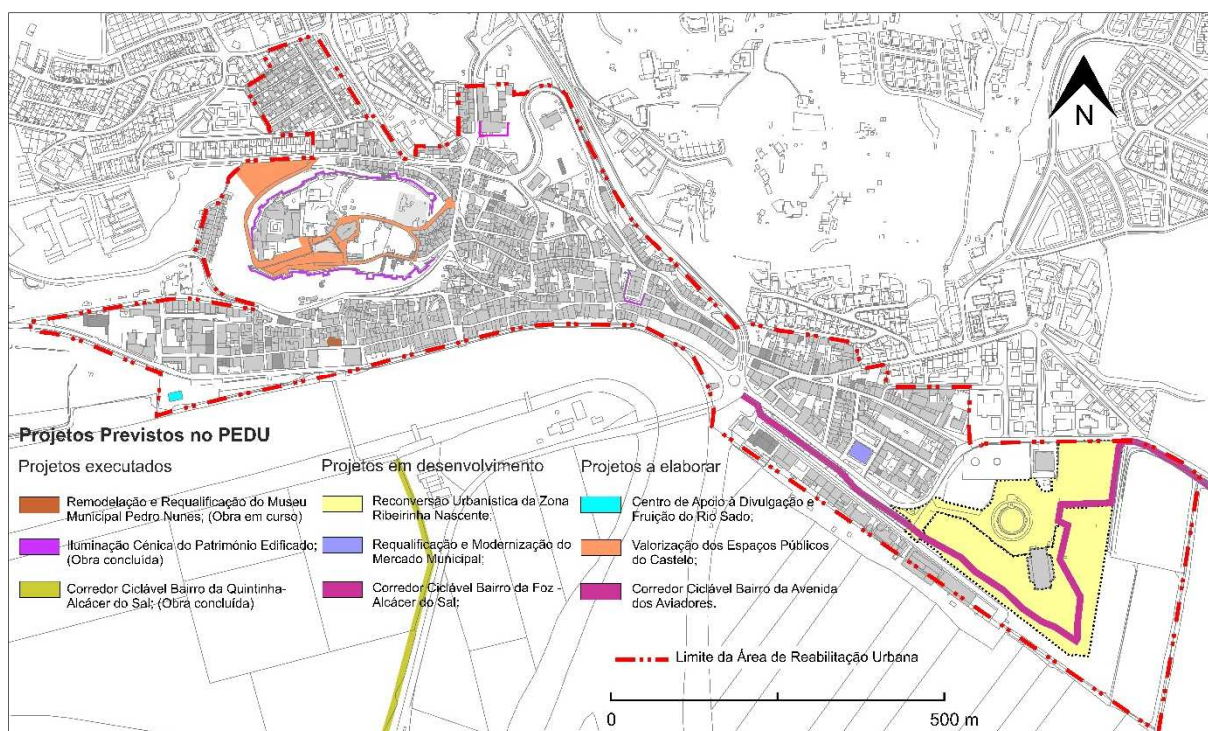 N
Projetos Previstos no PEDU
Projetos executados
Remodelação e Requalificação do Museu
Municipal Pedro Nunes; (Obra em curso)
Iluminação Cénica do Património Edificado;
(Obra concluída)
Corredor Ciclável Bairro da Quintinha-
Alcácer do Sal; (Obra concluída)
Projetos em desenvolvimento
Reconversão Urbanística da Zona
Ribeirinha Nascente;
Requalificação e Modernização do
Mercado Municipal;
Corredor Ciclável Bairro da Foz -
Alcácer do Sal;
Projetos a elaborar
Centro de Apoio à Divulgação e
Fruição do Rio Sado;
Valorização dos Espaços Públicos
do Castelo;
Corredor Ciclável Bairro da Avenida
dos Aviadores.
Limite da Área de Reabilitação Urbana
0 500 m